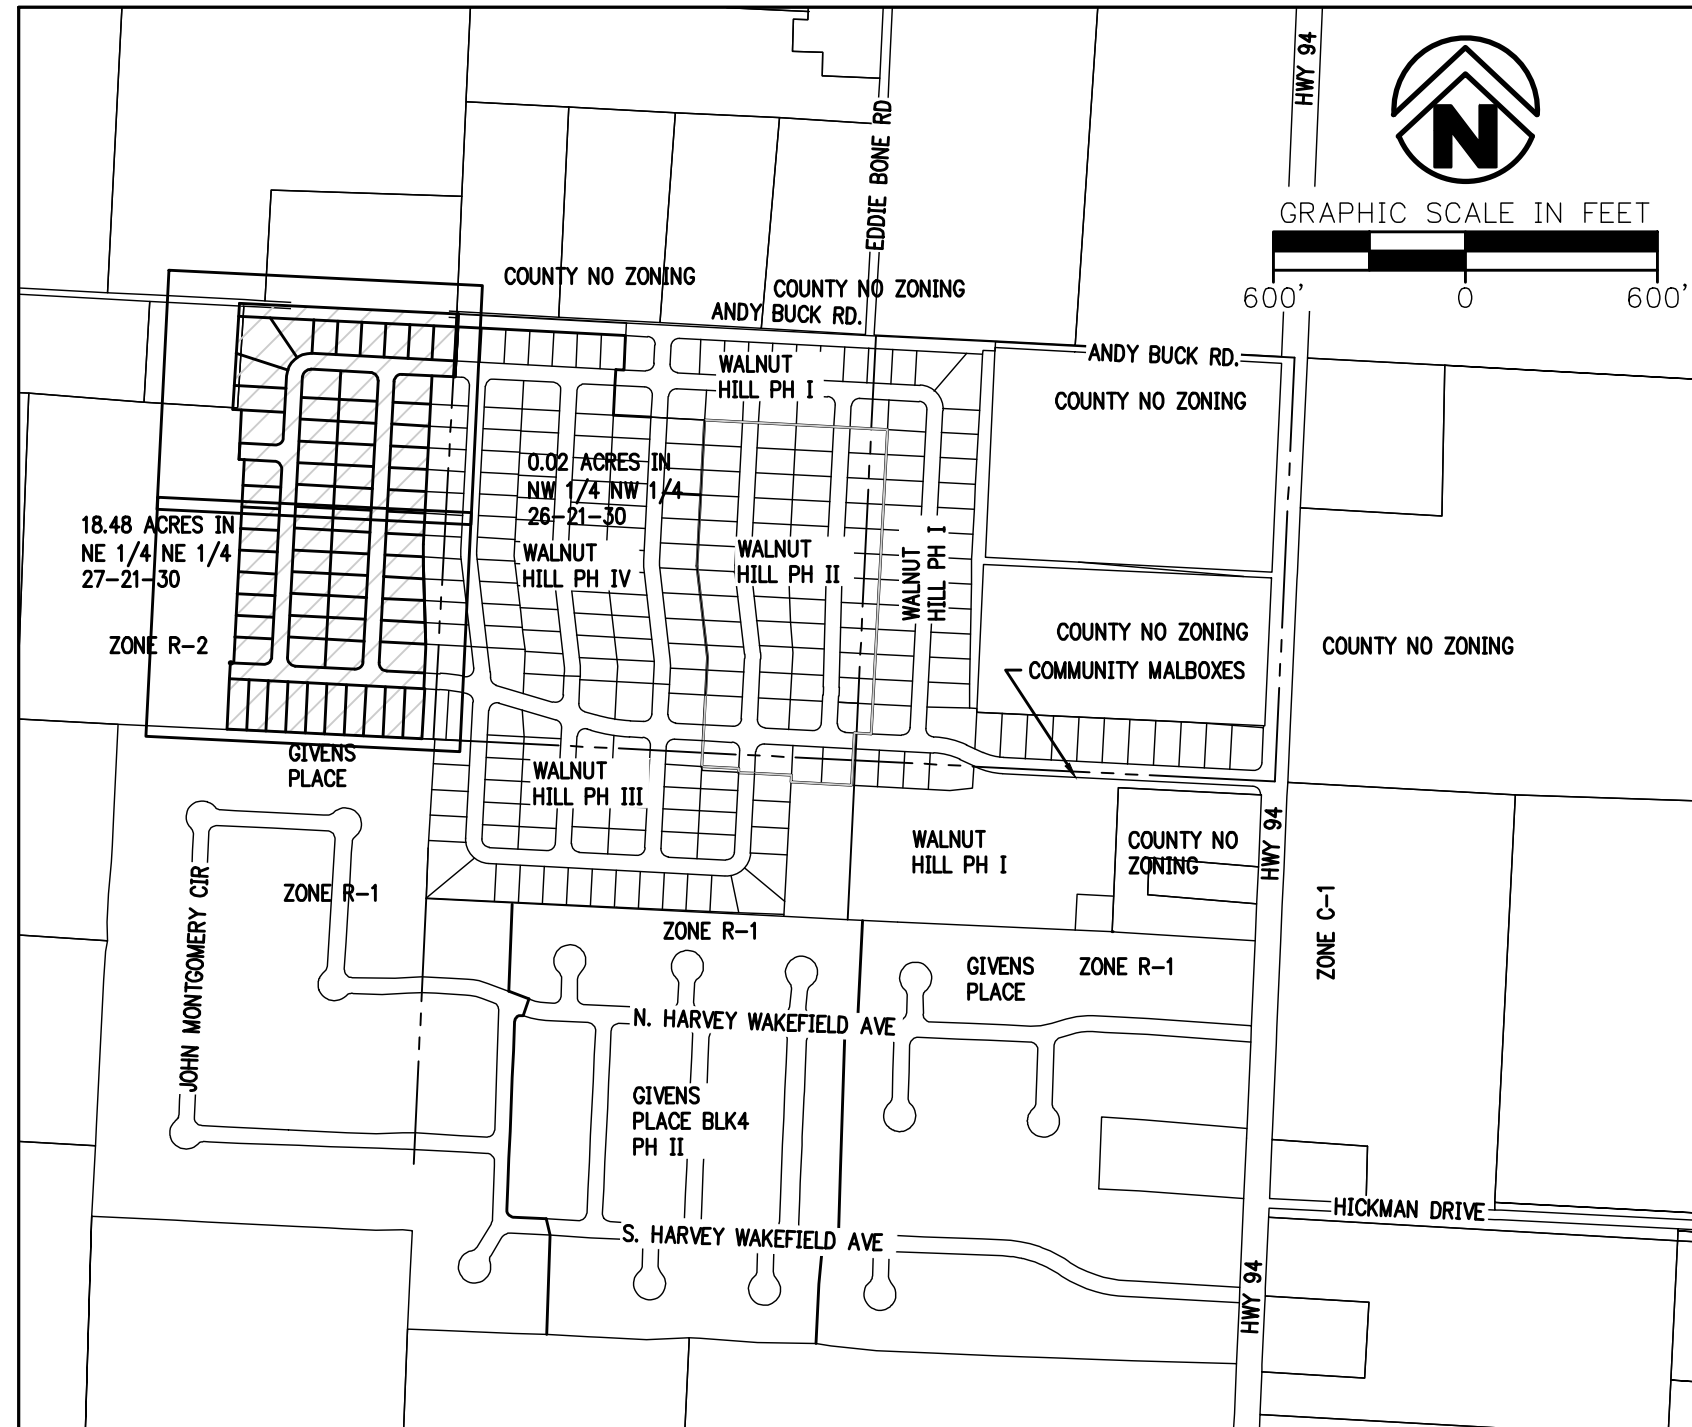 HWY 94
N
GRAPHIC SCALE IN FEET
600'
0
600'
EDDIE BONE RD
COUNTY NO ZONING
COUNTY NO ZONING
ANDY BUCK RD.
ANDY BUCK RD.
COUNTY NO ZONING
WALNUT
HILL PH I
0.02 ACRES IN
NW 1/4 NW 1/4
26-21-30
18.48 ACRES IN
NE 1/4 NE 1/4
27-21-30
ZONE R-2
WALNUT
HILL PH IV
WALNUT
HILL PH II
WALNUT
HILL PH I
COUNTY NO ZONING
COUNTY NO ZONING
COMMUNITY MALBOXES
GIVENS
PLACE
WALNUT
HILL PH III
WALNUT
HILL PH I
COUNTY NO
ZONING
HWY 94
ZONE R-1
JOHN MONTGOMERY CIR
ZONE R-1
GIVENS
PLACE
ZONE R-1
ZONE C-1
N. HARVEY WAKEFIELD AVE
GIVENS
PLACE BLK4
PH II
HICKMAN DRIVE
S. HARVEY WAKEFIELD AVE
HWY 94